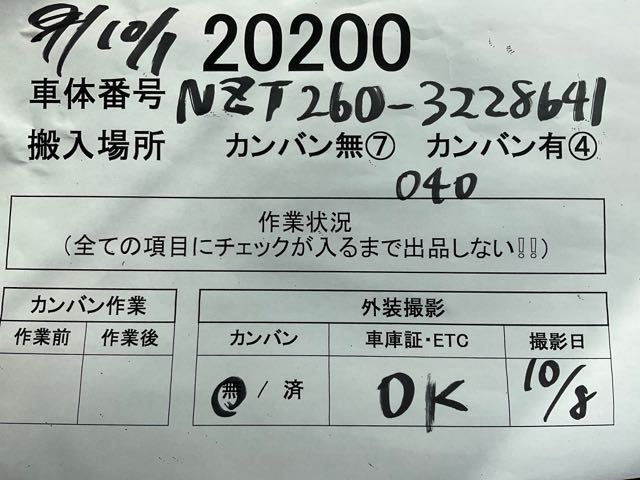 9/10/1 20200
車体番号 NZT260-3228641
搬入場所 カンバン無⑦ カンバン有④
040
作業状況
(全ての項目にチェックが入るまで出品しない!!)
カンバン作業 外装撮影
作業前 作業後 カンバン 車庫証・ETC 撮影日
無 / 済 OK 10/8